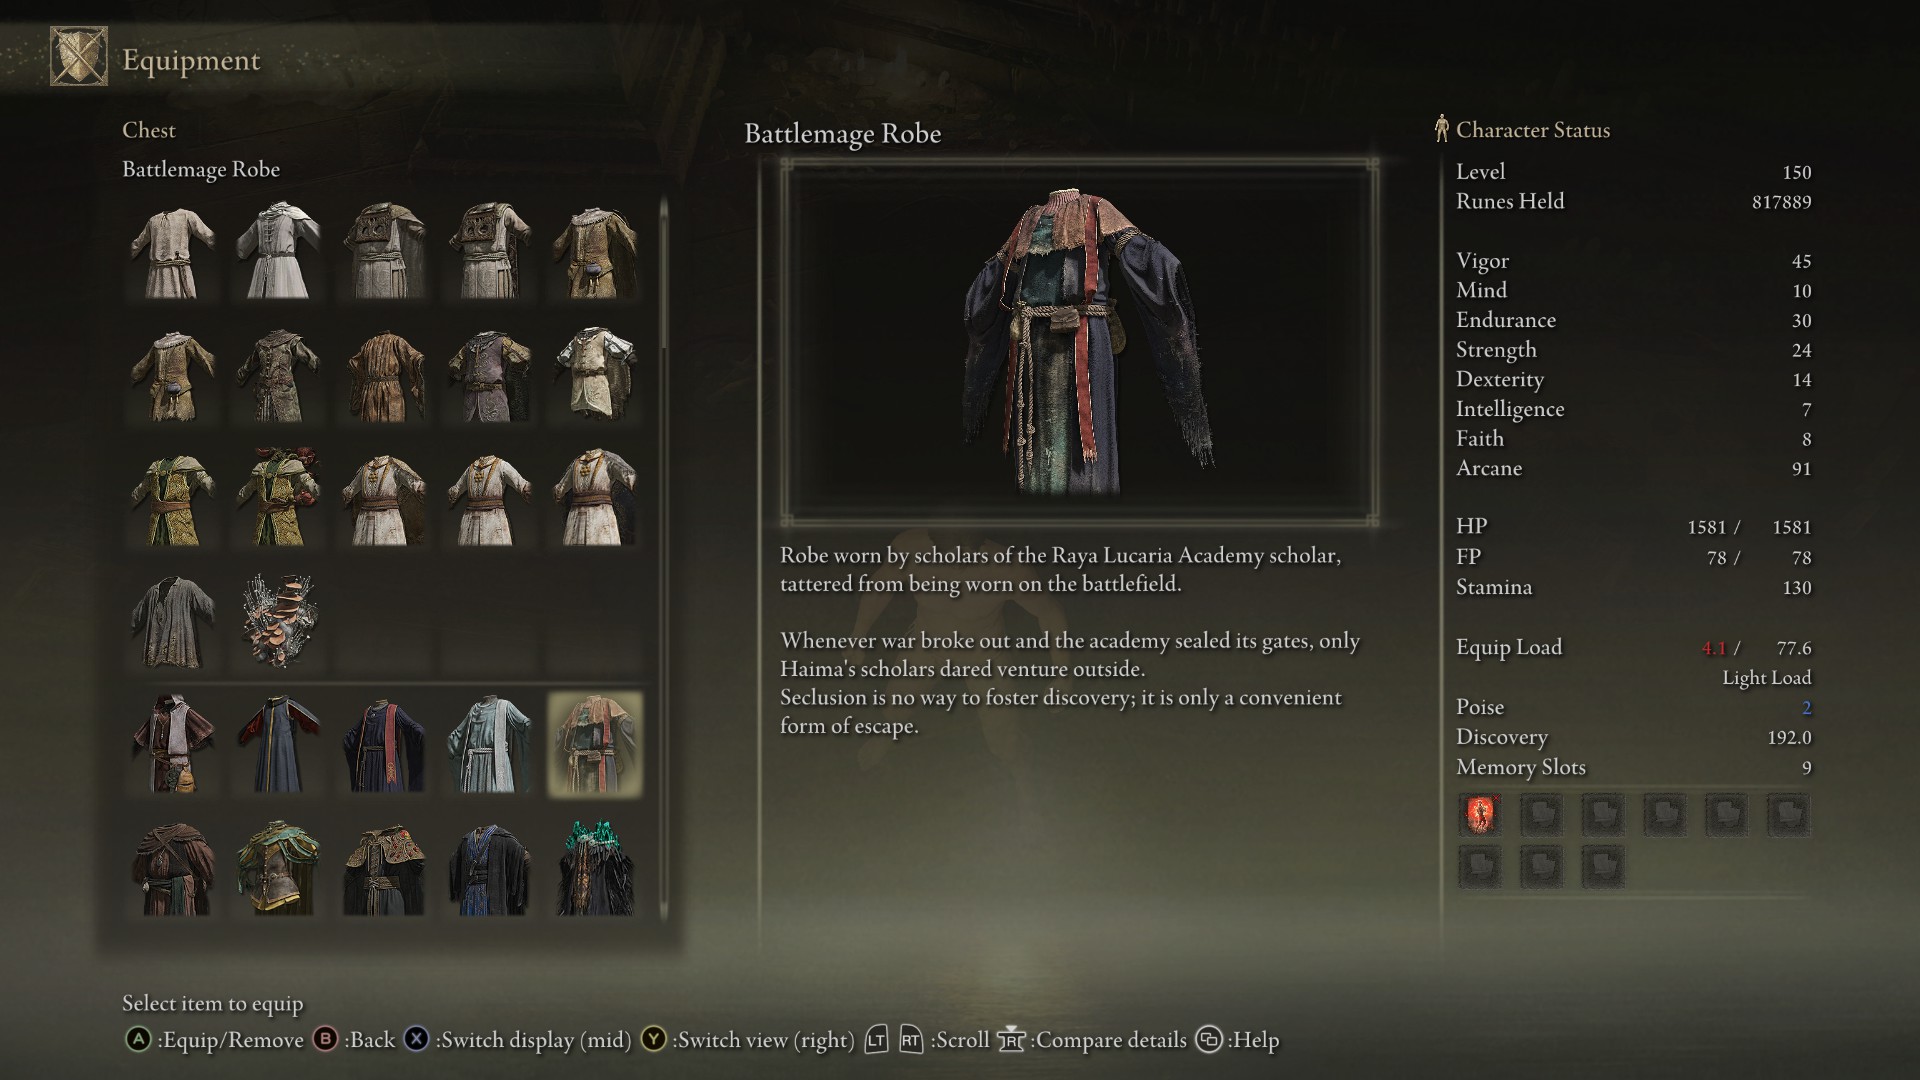 Equipment
Chest
Battlemage Robe
Battlemage Robe
Robe worn by scholars of the Raya Lucaria Academy scholar,
tattered from being worn on the battlefield.
Whenever war broke out and the academy sealed its gates, only
Haima's scholars dared venture outside.
Seclusion is no way to foster discovery; it is only a convenient
form of escape.
Character Status
Level 150
Runes Held 817889
Vigor 45
Mind 10
Endurance 30
Strength 24
Dexterity 14
Intelligence 7
Faith 8
Arcane 91
HP 1581 / 1581
FP 78 / 78
Stamina 130
Equip Load 4.1 / 77.6
Light Load
Poise 2
Discovery 192.0
Memory Slots 9
Select item to equip
A :Equip/Remove B :Back X :Switch display (mid) Y :Switch view (right) LT RT :Scroll R :Compare details :Help